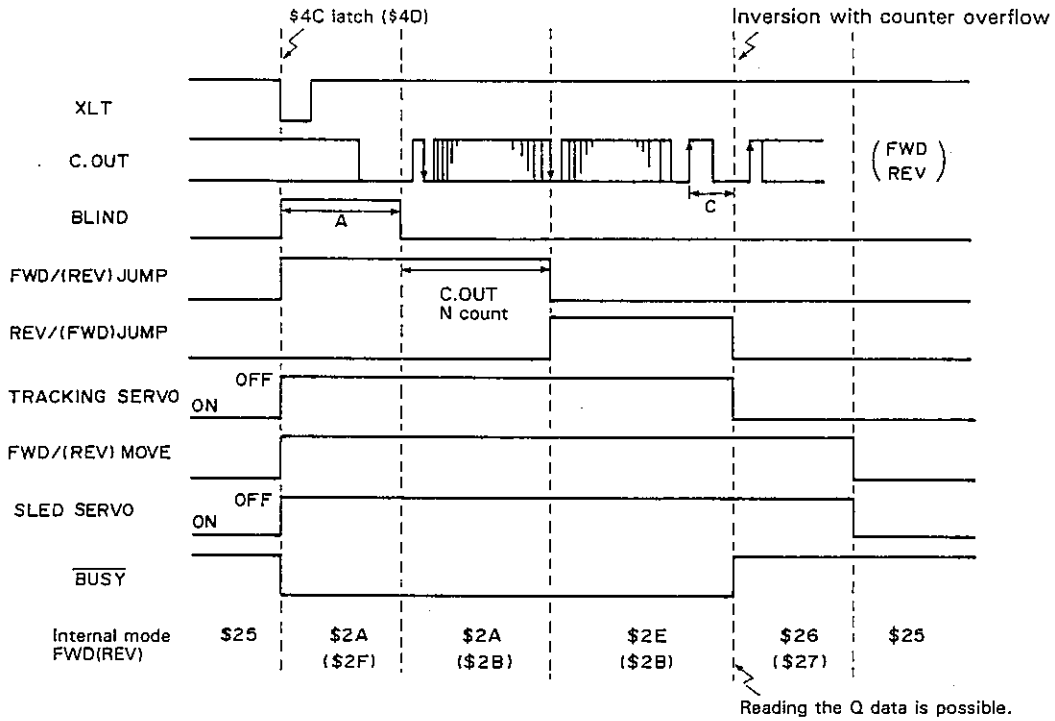 $4C latch ($4D)
Inversion with counter overflow
XLT
C.OUT
(FWD
REV)
BLIND
A
C
FWD/(REV) JUMP
C.OUT
N count
REV/(FWD) JUMP
TRACKING SERVO
OFF
ON
FWD/(REV) MOVE
SLED SERVO
OFF
ON
BUSY
Internal mode $25 $2A $2A $2E $26 $25
FWD(REV) ($2F) ($2B) ($2B) ($27)
Reading the Q data is possible.